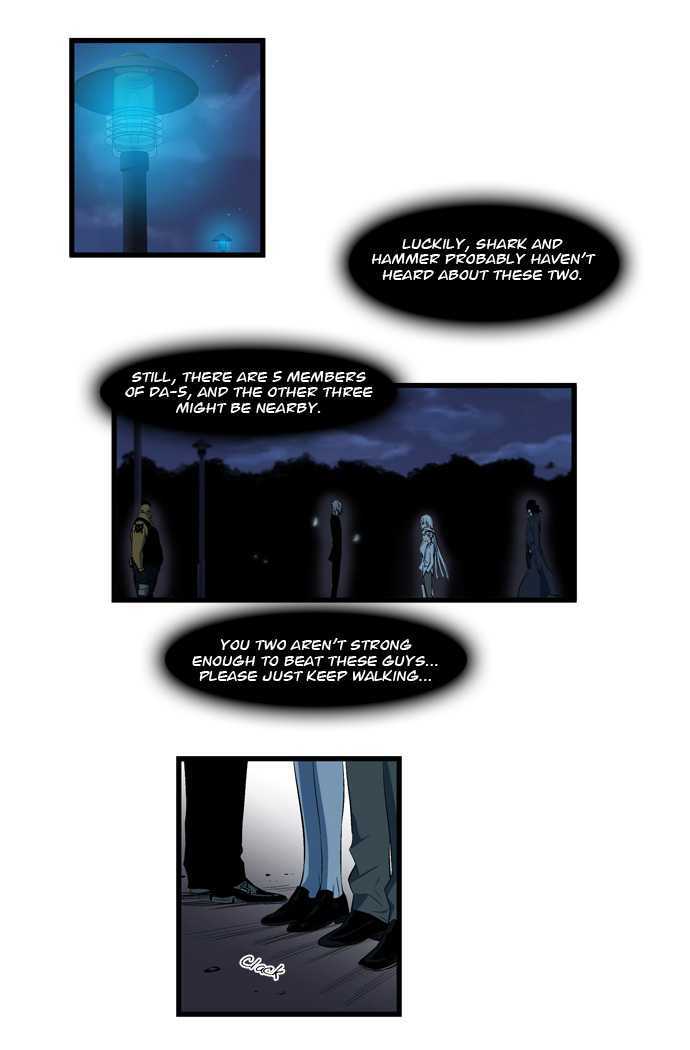 LUCKILY, SHARK AND
HAMMER PROBABLY HAVEN'T
HEARD ABOUT THESE TWO.
STILL, THERE ARE 5 MEMBERS
OF DA-5, AND THE OTHER THREE
MIGHT BE NEARBY.
YOU TWO AREN'T STRONG
ENOUGH TO BEAT THESE GUYS...
PLEASE JUST KEEP WALKING...
Clack